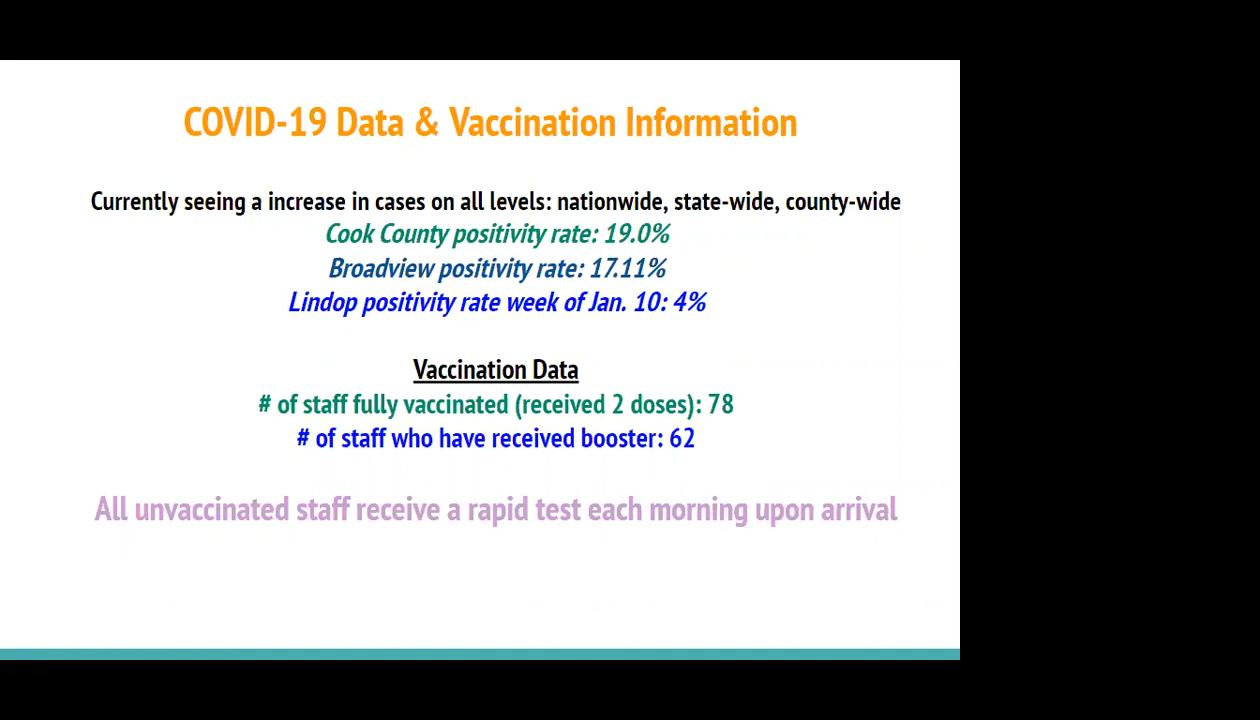 COVID-19 Data & Vaccination Information
Currently seeing a increase in cases on all levels: nationwide, state-wide, county-wide
Cook County positivity rate: 19.0%
Broadview positivity rate: 17.11%
Lindop positivity rate week of Jan. 10: 4%
Vaccination Data
# of staff fully vaccinated (received 2 doses): 78
# of staff who have received booster: 62
All unvaccinated staff receive a rapid test each morning upon arrival